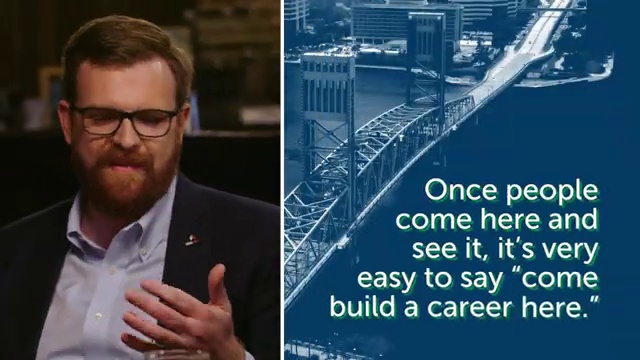 Once people
come here and
see it, it's very
easy to say “come
build a career here.”